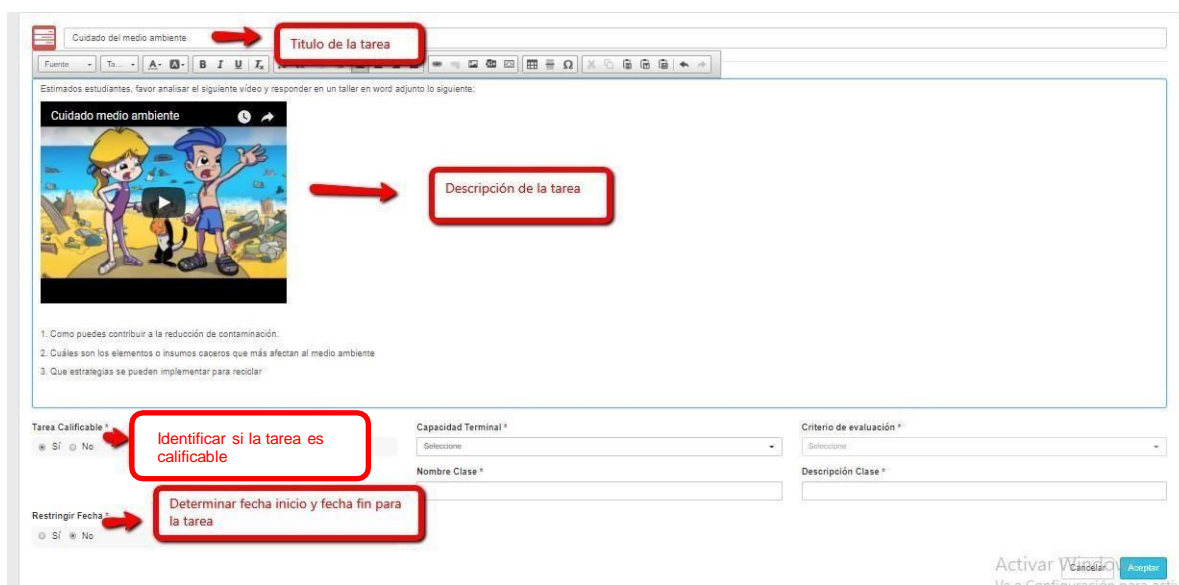 Cuidado del medio ambiente
Titulo de la tarea
Fuente
Ta...
A- A- B I U Tx
Ω
Estimados estudiantes, favor analisar el siguiente vídeo y responder en un taller en word adjunto lo siguiente:
Cuidado medio ambiente
Descripción de la tarea
1. Como puedes contribuir a la reducción de contaminación.
2. Cuáles son los elementos o insumos caceros que más afectan al medio ambiente
3. Que estrategias se pueden implementar para reciclar
Tarea Calificable *
Sí No
Identificar si la tarea es
calificable
Capacidad Terminal *
Seleccione
Criterio de evaluación *
Seleccione
Nombre Clase *
Descripción Clase *
Restringir Fecha *
Sí No
Determinar fecha inicio y fecha fin para
la tarea
Activar Window
Cancelar
Aceptar